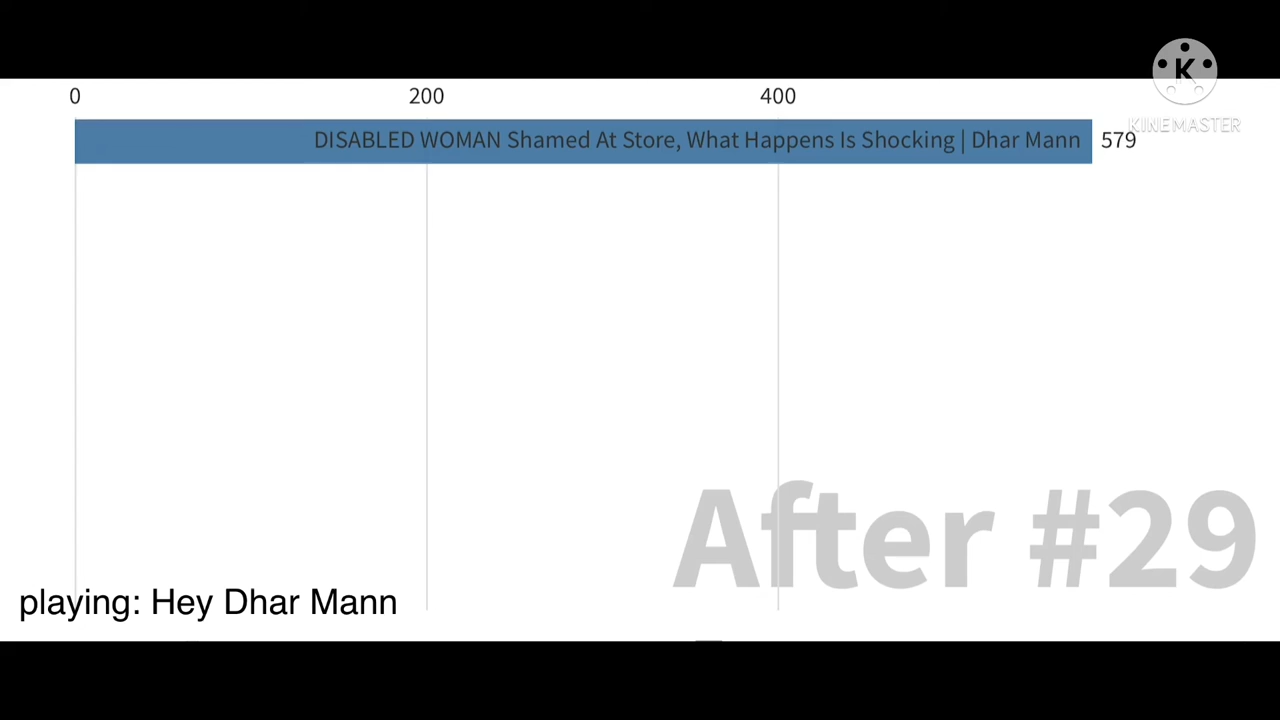 K
KINEMASTER
0 200 400
DISABLED WOMAN Shamed At Store, What Happens Is Shocking | Dhar Mann 579
After #29
playing: Hey Dhar Mann